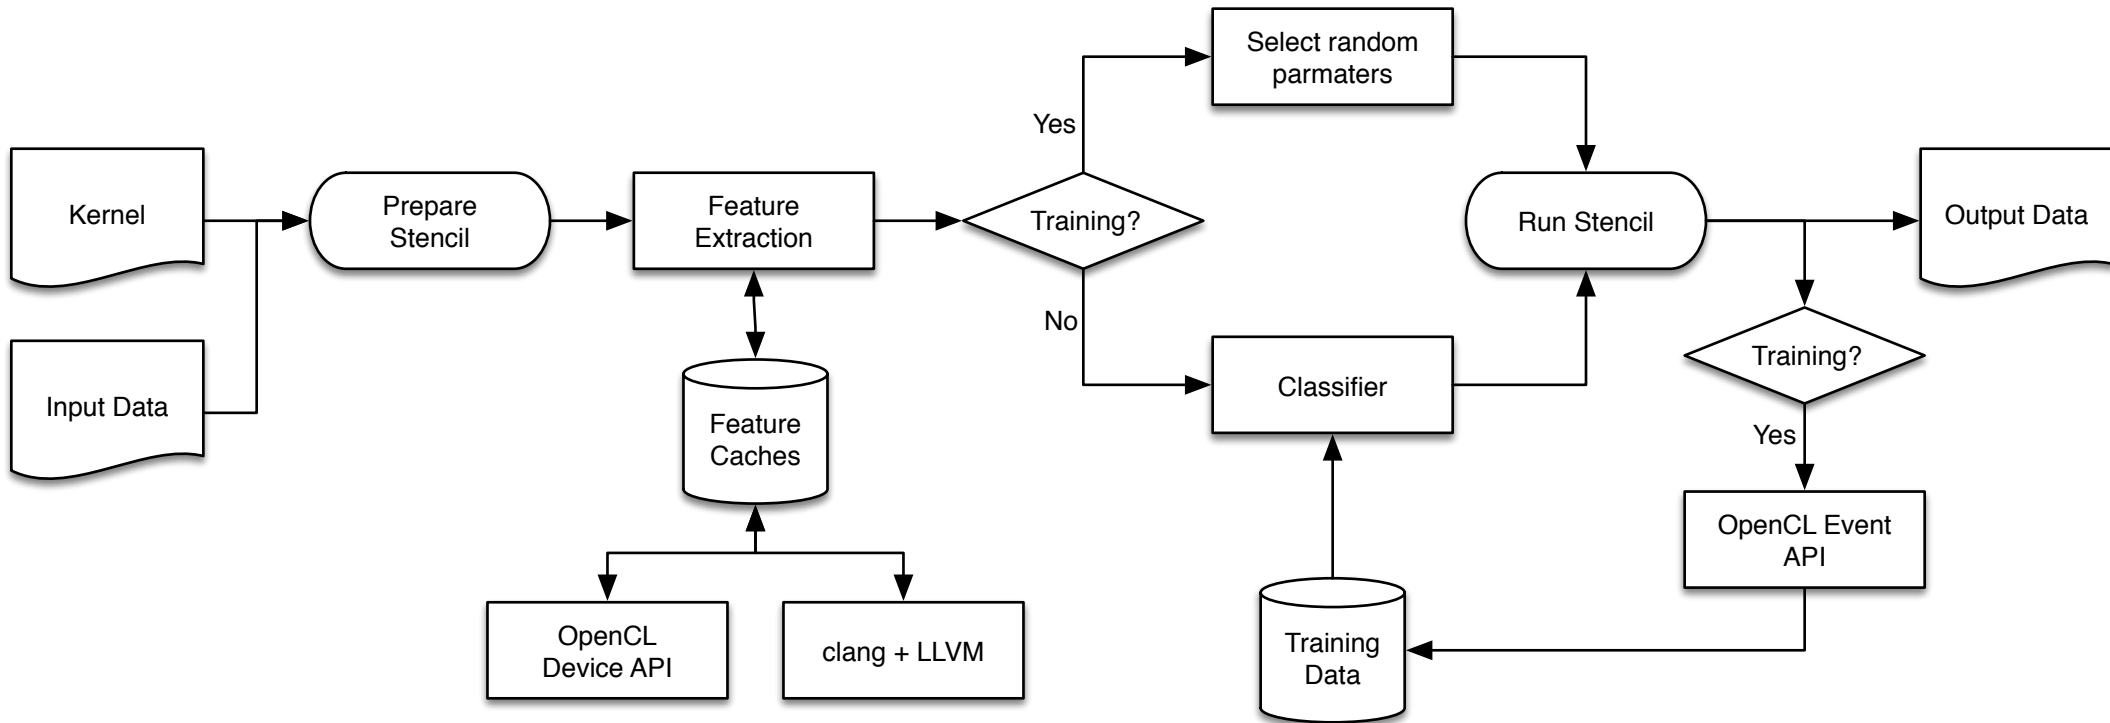 Select random
parmaters
Yes
Kernel
Prepare
Stencil
Feature
Extraction
Training?
Run Stencil
Output Data
No
Input Data
Feature
Caches
Classifier
Training?
Yes
OpenCL Event
API
OpenCL
Device API
clang + LLVM
Training
Data